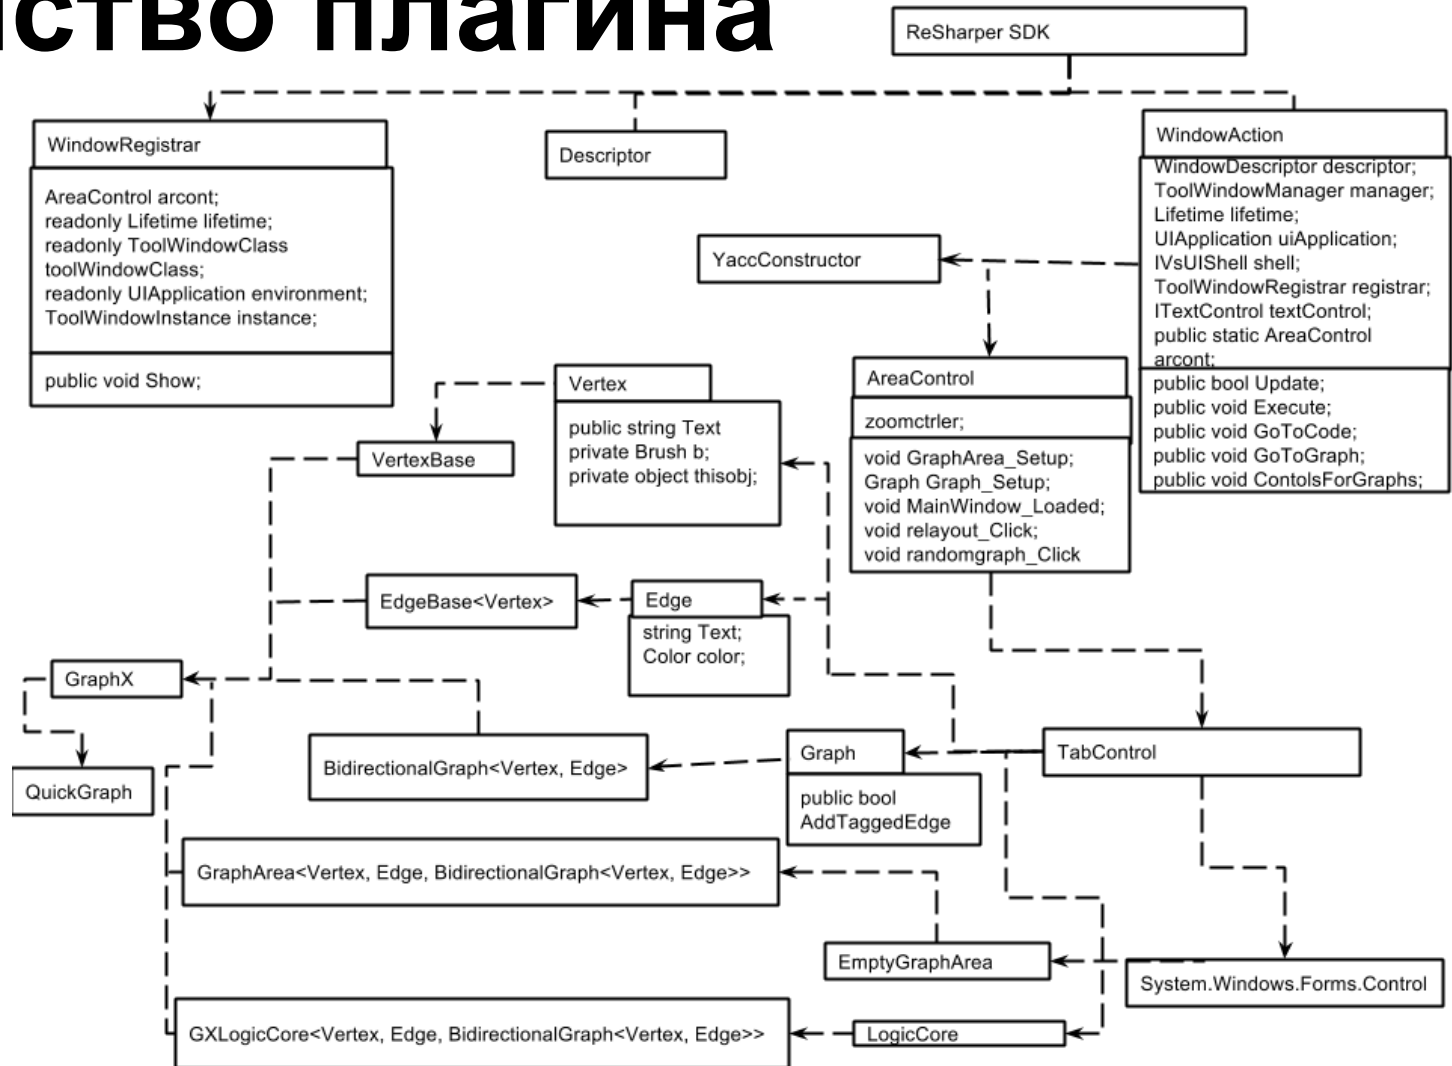 ство плагина
ReSharper SDK
WindowRegistrar
AreaControl arcont;
readonly Lifetime lifetime;
readonly ToolWindowClass
toolWindowClass;
readonly UIApplication environment;
ToolWindowInstance instance;
public void Show;
Descriptor
WindowAction
WindowDescriptor descriptor;
ToolWindowManager manager;
Lifetime lifetime;
UIApplication uiApplication;
IVsUIShell shell;
ToolWindowRegistrar registrar;
ITextControl textControl;
public static AreaControl
arcont;
public bool Update;
public void Execute;
public void GoToCode;
public void GoToGraph;
public void ContolsForGraphs;
YaccConstructor
AreaControl
zoomctrler;
void GraphArea_Setup;
Graph Graph_Setup;
void MainWindow_Loaded;
void relayout_Click;
void randomgraph_Click
Vertex
public string Text
private Brush b;
private object thisobj;
VertexBase
EdgeBase<Vertex>
Edge
string Text;
Color color;
GraphX
QuickGraph
BidirectionalGraph<Vertex, Edge>
Graph
public bool
AddTaggedEdge
TabControl
GraphArea<Vertex, Edge, BidirectionalGraph<Vertex, Edge>>
EmptyGraphArea
System.Windows.Forms.Control
GXLogicCore<Vertex, Edge, BidirectionalGraph<Vertex, Edge>>
LogicCore